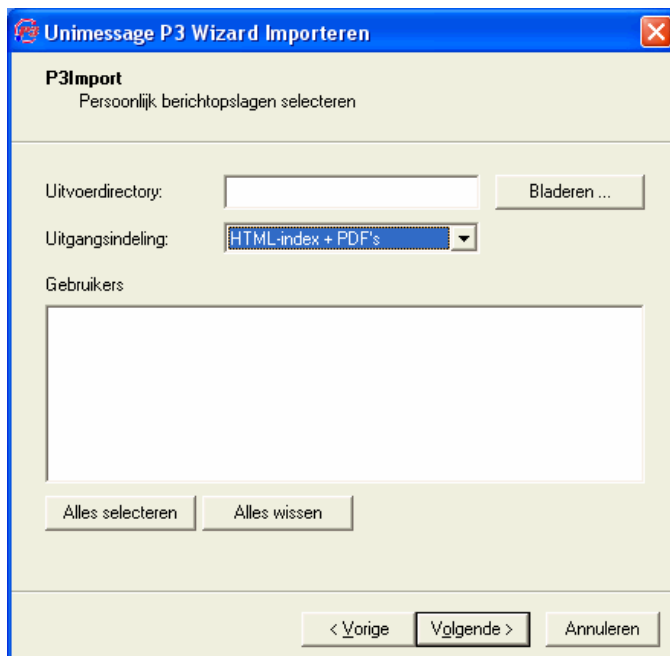 Unimessage P3 Wizard Importeren
P3Import
Persoonlijk berichtopslagen selecteren
Uitvoerdirectory:
Bladeren ...
Uitgangsindeling:
HTML-index + PDF's
Gebruikers
Alles selecteren
Alles wissen
< Vorige
Volgende >
Annuleren